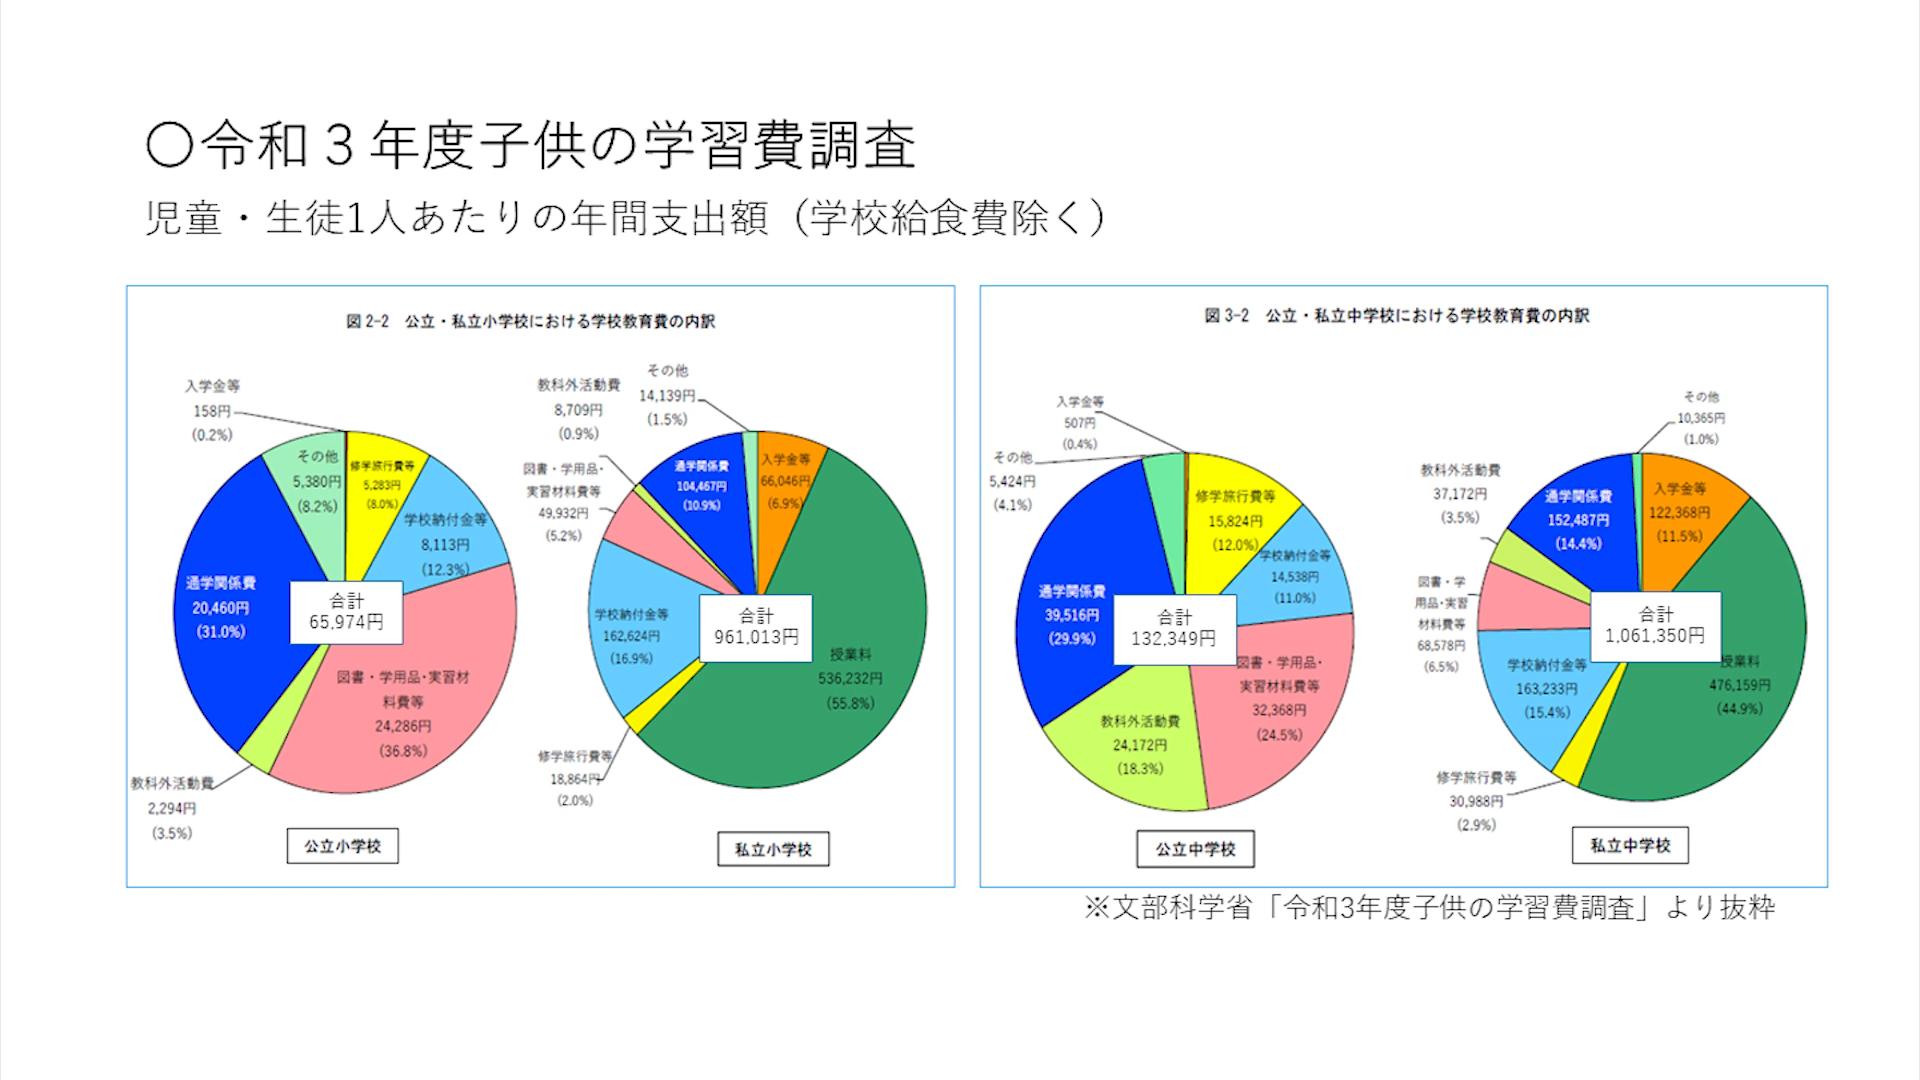 〇令和３年度子供の学習費調査
児童・生徒1人あたりの年間支出額（学校給食費除く）
図2-2　公立・私立小学校における学校教育費の内訳
入学金等
158円
(0.2%)
その他
5,380円
(8.2%)
修学旅行費等
5,283円
(8.0%)
学校納付金等
8,113円
(12.3%)
通学関係費
20,460円
(31.0%)
合計
65,974円
図書・学用品・実習材
料費等
24,286円
(36.8%)
教科外活動費
2,294円
(3.5%)
公立小学校
その他
14,139円
(1.5%)
教科外活動費
8,709円
(0.9%)
図書・学用品・
実習材料費等
49,932円
(5.2%)
通学関係費
104,467円
(10.9%)
入学金等
66,046円
(6.9%)
学校納付金等
162,624円
(16.9%)
合計
961,013円
授業料
536,232円
(55.8%)
修学旅行費等
18,864円
(2.0%)
私立小学校
図3-2　公立・私立中学校における学校教育費の内訳
入学金等
507円
(0.4%)
その他
5,424円
(4.1%)
修学旅行費等
15,824円
(12.0%)
学校納付金等
14,538円
(11.0%)
通学関係費
39,516円
(29.9%)
合計
132,349円
図書・学用品・
実習材料費等
32,368円
(24.5%)
教科外活動費
24,172円
(18.3%)
公立中学校
その他
10,365円
(1.0%)
教科外活動費
37,172円
(3.5%)
通学関係費
152,487円
(14.4%)
入学金等
122,368円
(11.5%)
図書・学
用品・実習
材料費等
68,578円
(6.5%)
合計
1,061,350円
学校納付金等
163,233円
(15.4%)
授業料
476,159円
(44.9%)
修学旅行費等
30,988円
(2.9%)
私立中学校
※文部科学省「令和3年度子供の学習費調査」より抜粋